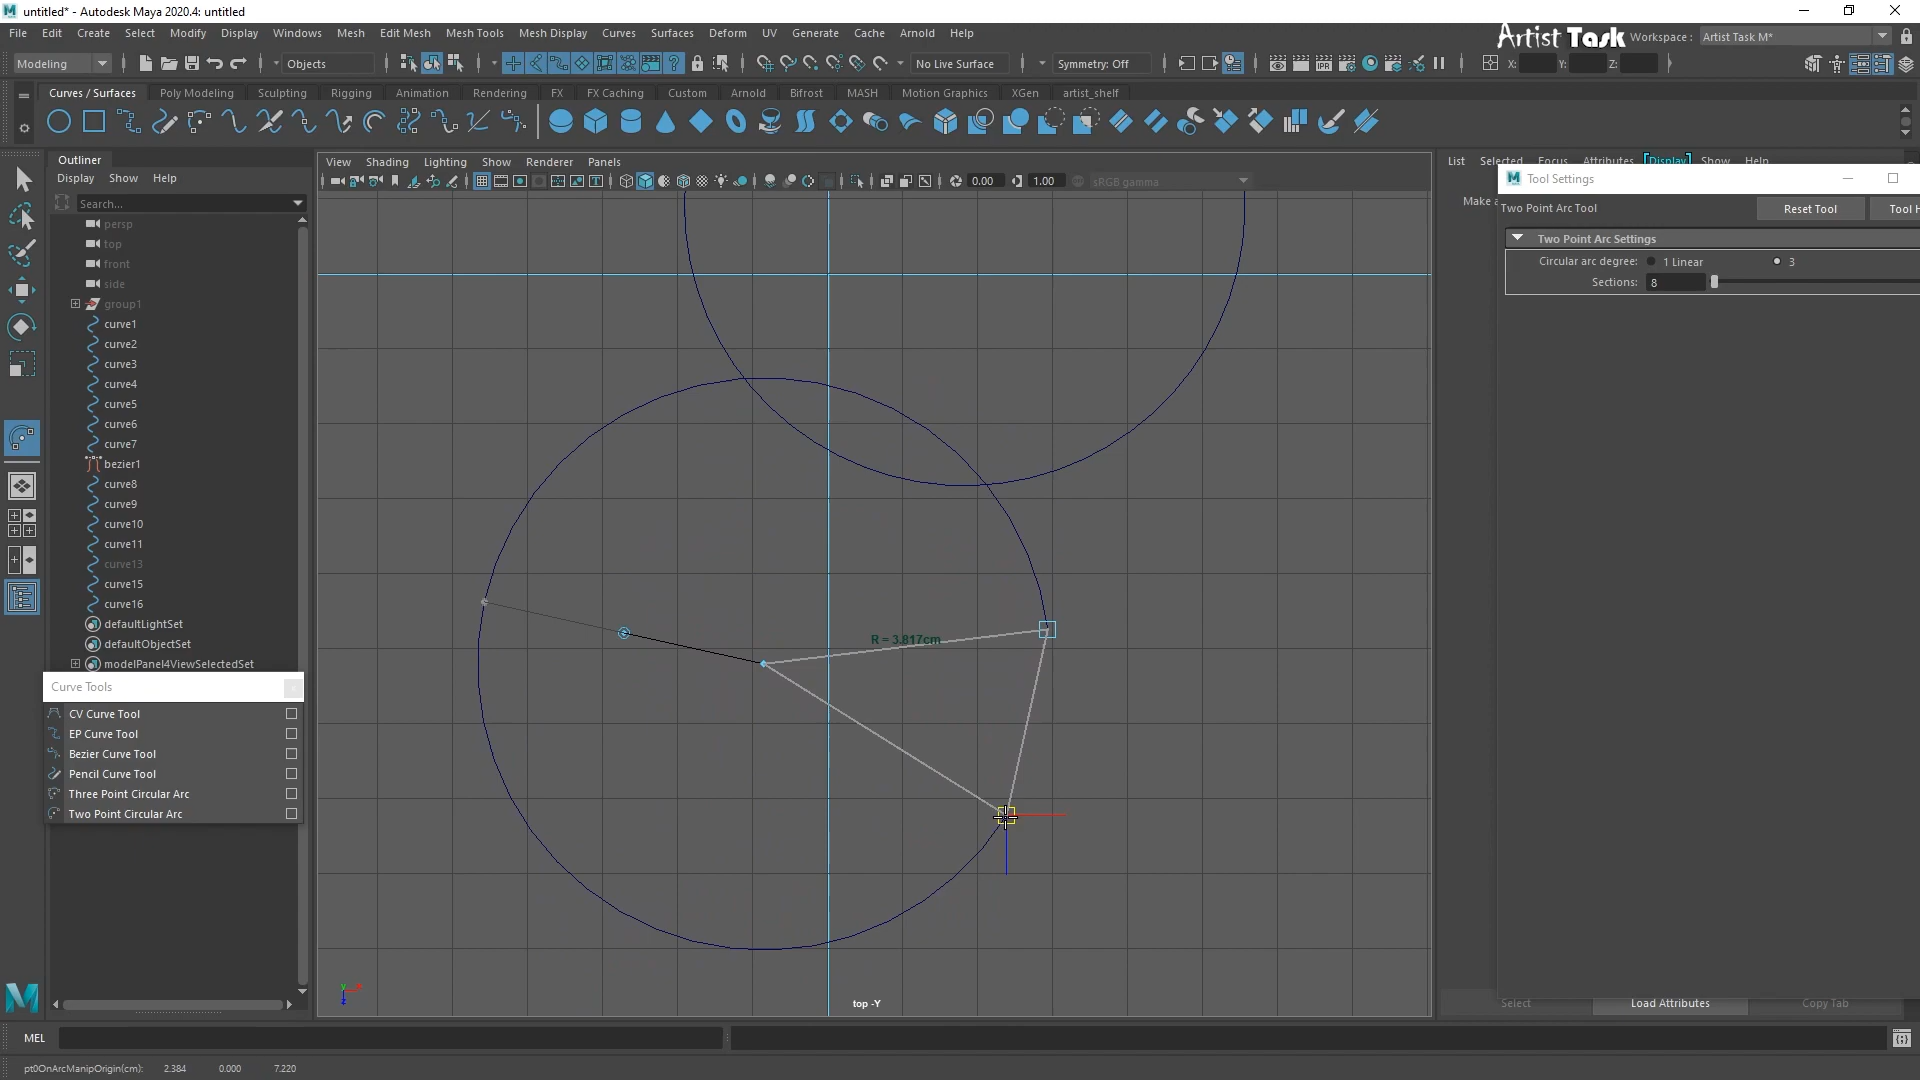 untitled* - Autodesk Maya 2020.4: untitled
File Edit Create Select Modify Display Windows Mesh Edit Mesh Mesh Tools Mesh Display Curves Surfaces Deform UV Generate Cache Arnold Help
Artist Task Workspace : Artist Task M*
Modeling Objects No Live Surface Symmetry: Off X: Y: Z:
Curves / Surfaces Poly Modeling Sculpting Rigging Animation Rendering FX FX Caching Custom Arnold Bifrost MASH Motion Graphics XGen artist_shelf
Outliner
Display Show Help
Search...
persp
top
front
side
group1
curve1
curve2
curve3
curve4
curve5
curve6
curve7
bezier1
curve8
curve9
curve10
curve11
curve13
curve15
curve16
defaultLightSet
defaultObjectSet
modelPanel4ViewSelectedSet
Curve Tools
CV Curve Tool
EP Curve Tool
Bezier Curve Tool
Pencil Curve Tool
Three Point Circular Arc
Two Point Circular Arc
View Shading Lighting Show Renderer Panels
0.00 1.00 sRGB gamma
R = 3.817cm
top -Y
List Selected Focus Attributes Display Show Help
Tool Settings
Make a
Two Point Arc Tool Reset Tool Tool H
Two Point Arc Settings
Circular arc degree: 1 Linear 3
Sections: 8
Select Load Attributes Copy Tab
MEL
pt0OnArcManipOrigin(cm): 2.384 0.000 7.220